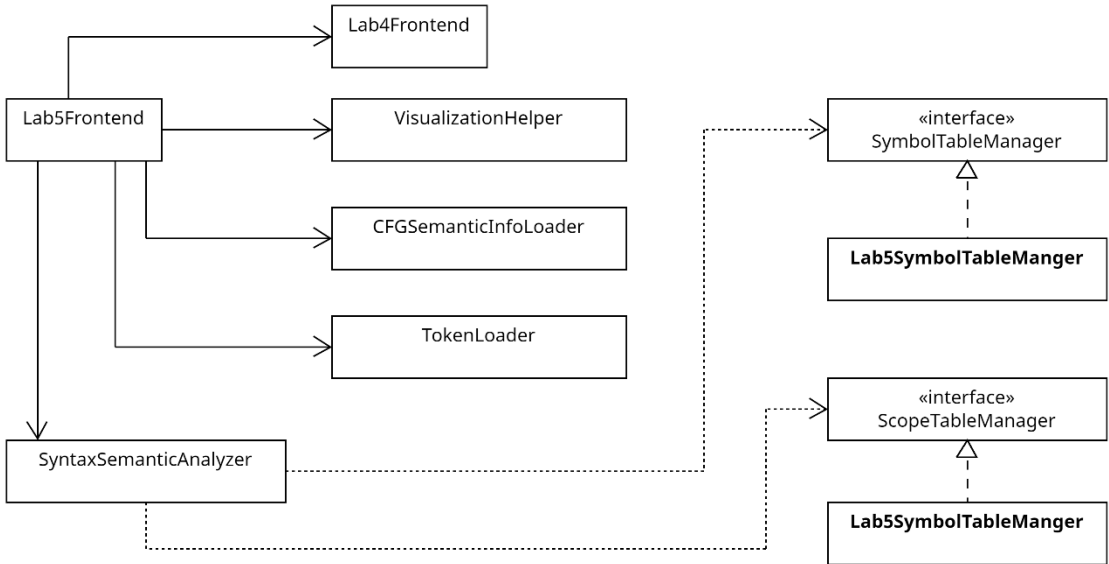 Lab4Frontend
Lab5Frontend
VisualizationHelper
«interface»
SymbolTableManager
CFGSemanticInfoLoader
Lab5SymbolTableManger
TokenLoader
«interface»
ScopeTableManager
SyntaxSemanticAnalyzer
Lab5SymbolTableManger